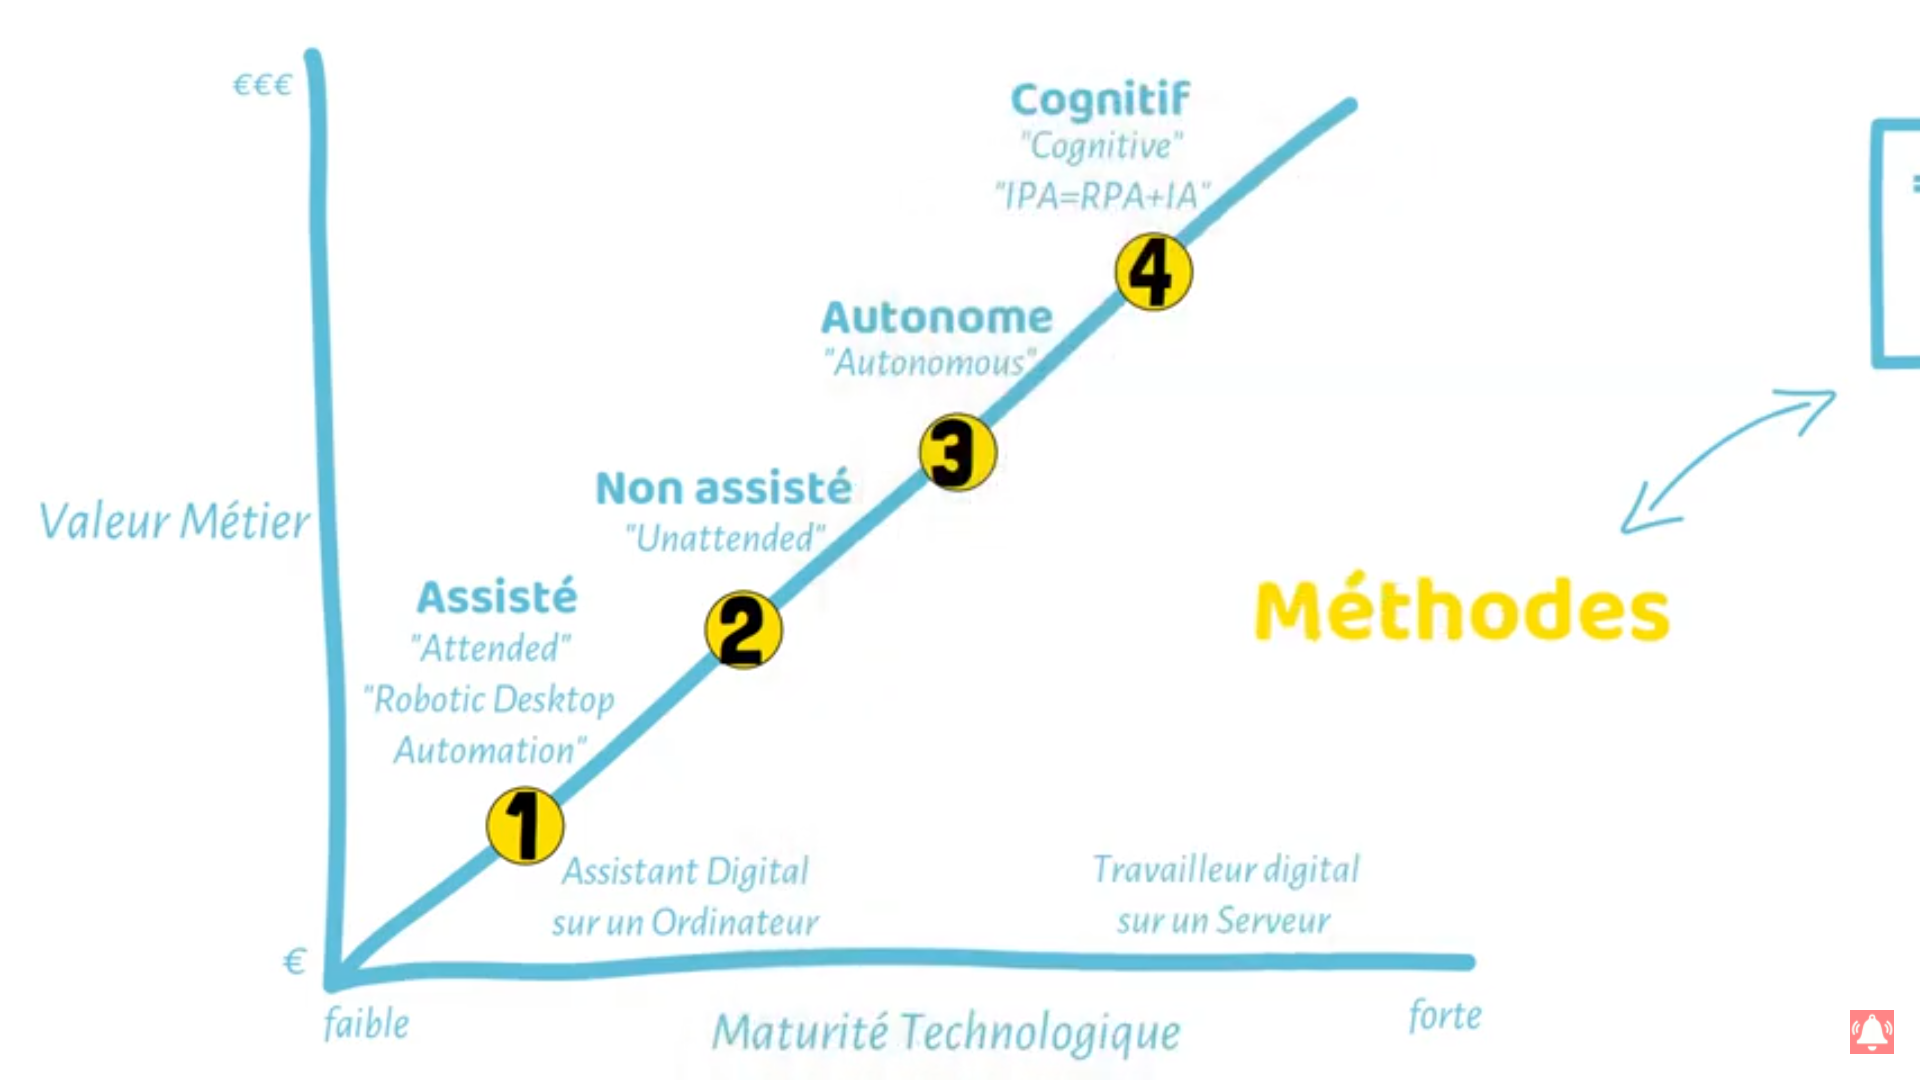 €€€
Cognitif
"Cognitive"
"IPA=RPA+IA"
4
Autonome
"Autonomous"
3
Non assisté
"Unattended"
2
Valeur Métier
Assisté
"Attended"
"Robotic Desktop
Automation"
1
Méthodes
Assistant Digital
sur un Ordinateur
Travailleur digital
sur un Serveur
€
faible
Maturité Technologique
forte